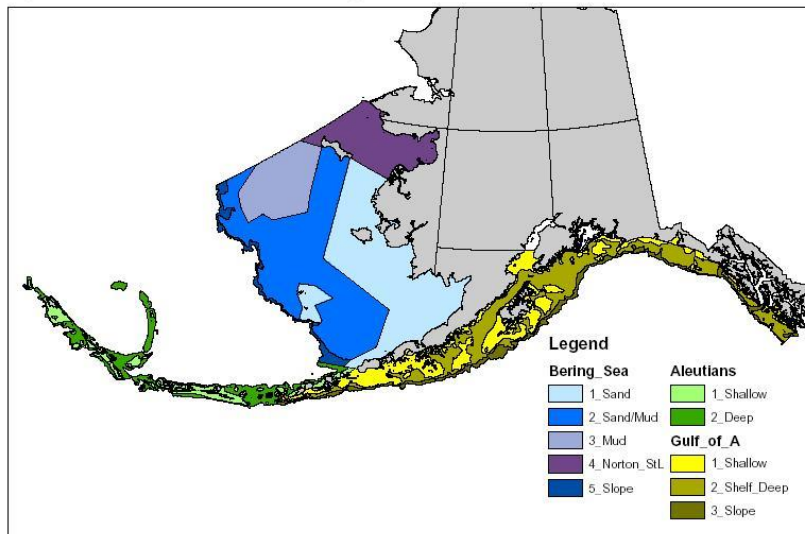 Legend
Bering_Sea
1_Sand
2_Sand/Mud
3_Mud
4_Norton_StL
5_Slope
Aleutians
1_Shallow
2_Deep
Gulf_of_A
1_Shallow
2_Shelf_Deep
3_Slope